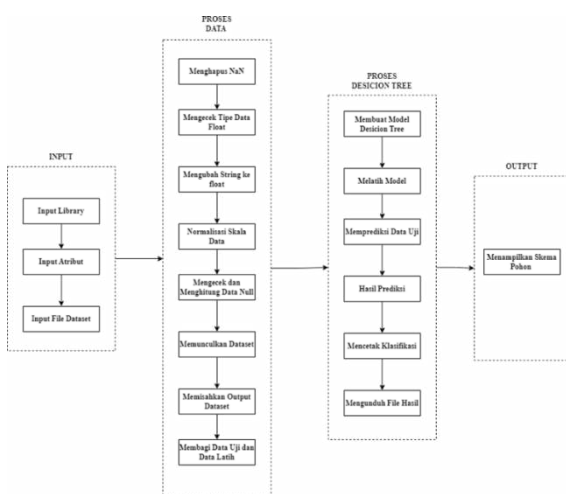 INPUT
Input Library
Input Atribut
Input File Dataset
PROSES
DATA
Menghapus NaN
Mengecek Tipe Data
Float
Mengubah String ke
float
Normalisasi Skala
Data
Mengecek dan
Menghitung Data Null
Memunculkan Dataset
Memisahkan Output
Dataset
Membagi Data Uji dan
Data Latih
PROSES
DESICION TREE
Membuat Model
Desicion Tree
Melatik Model
Memprediksi Data Uji
Hasil Prediksi
Mencetak Klasifikasi
Mengunduh File Hasil
OUTPUT
Menampilkan Skema
Pohon